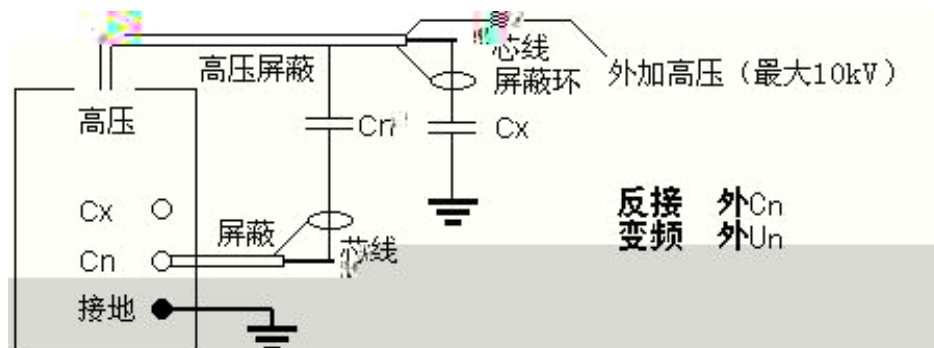 芯线
高压屏蔽
屏蔽环
外加高压（最大10kV）
高压
Cn
Cx
Cx
反接 外Cn
屏蔽
变频 外Un
芯线
Cn
接地